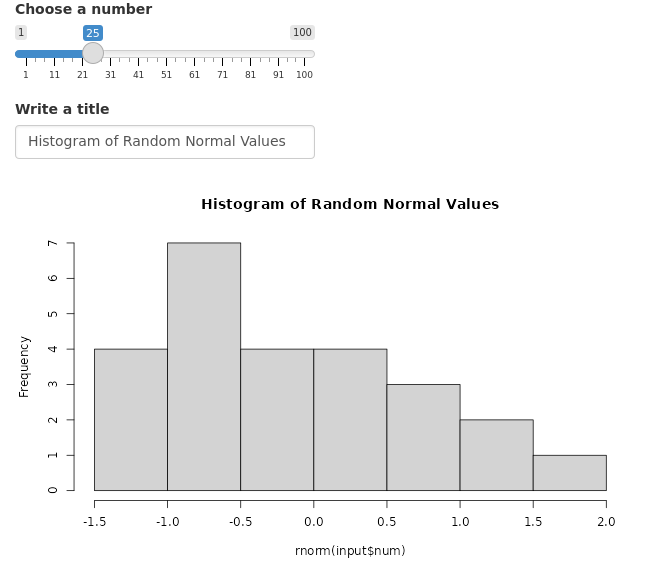 Choose a number
1 25 100
1 11 21 31 41 51 61 71 81 91 100
Write a title
Histogram of Random Normal Values
Histogram of Random Normal Values
7
6
5
4
3
2
1
0
Frequency
-1.5 -1.0 -0.5 0.0 0.5 1.0 1.5 2.0
rnorm(input$num)